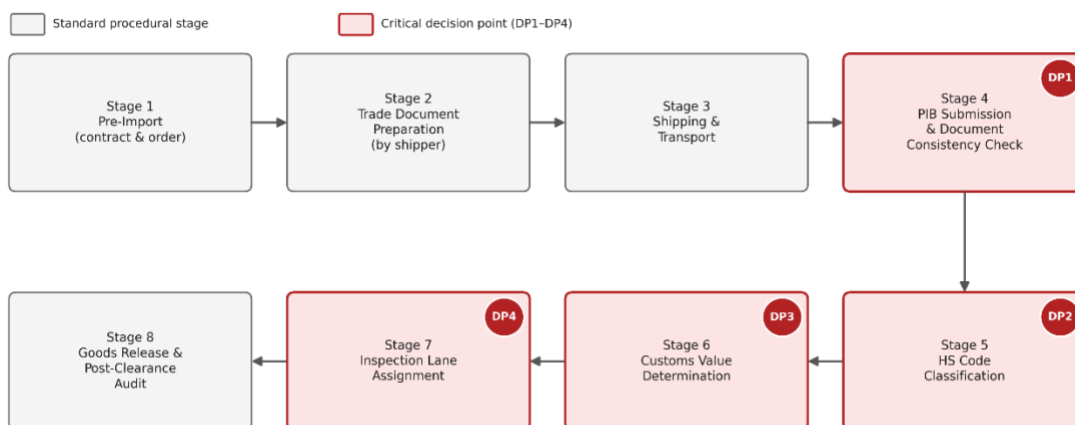 Standard procedural stage
Critical decision point (DP1–DP4)
Stage 1
Pre-Import
(contract & order)
Stage 2
Trade Document
Preparation
(by shipper)
Stage 3
Shipping &
Transport
DP1
Stage 4
PIB Submission
& Document
Consistency Check
Stage 8
Goods Release &
Post-Clearance
Audit
DP4
Stage 7
Inspection Lane
Assignment
DP3
Stage 6
Customs Value
Determination
DP2
Stage 5
HS Code
Classification